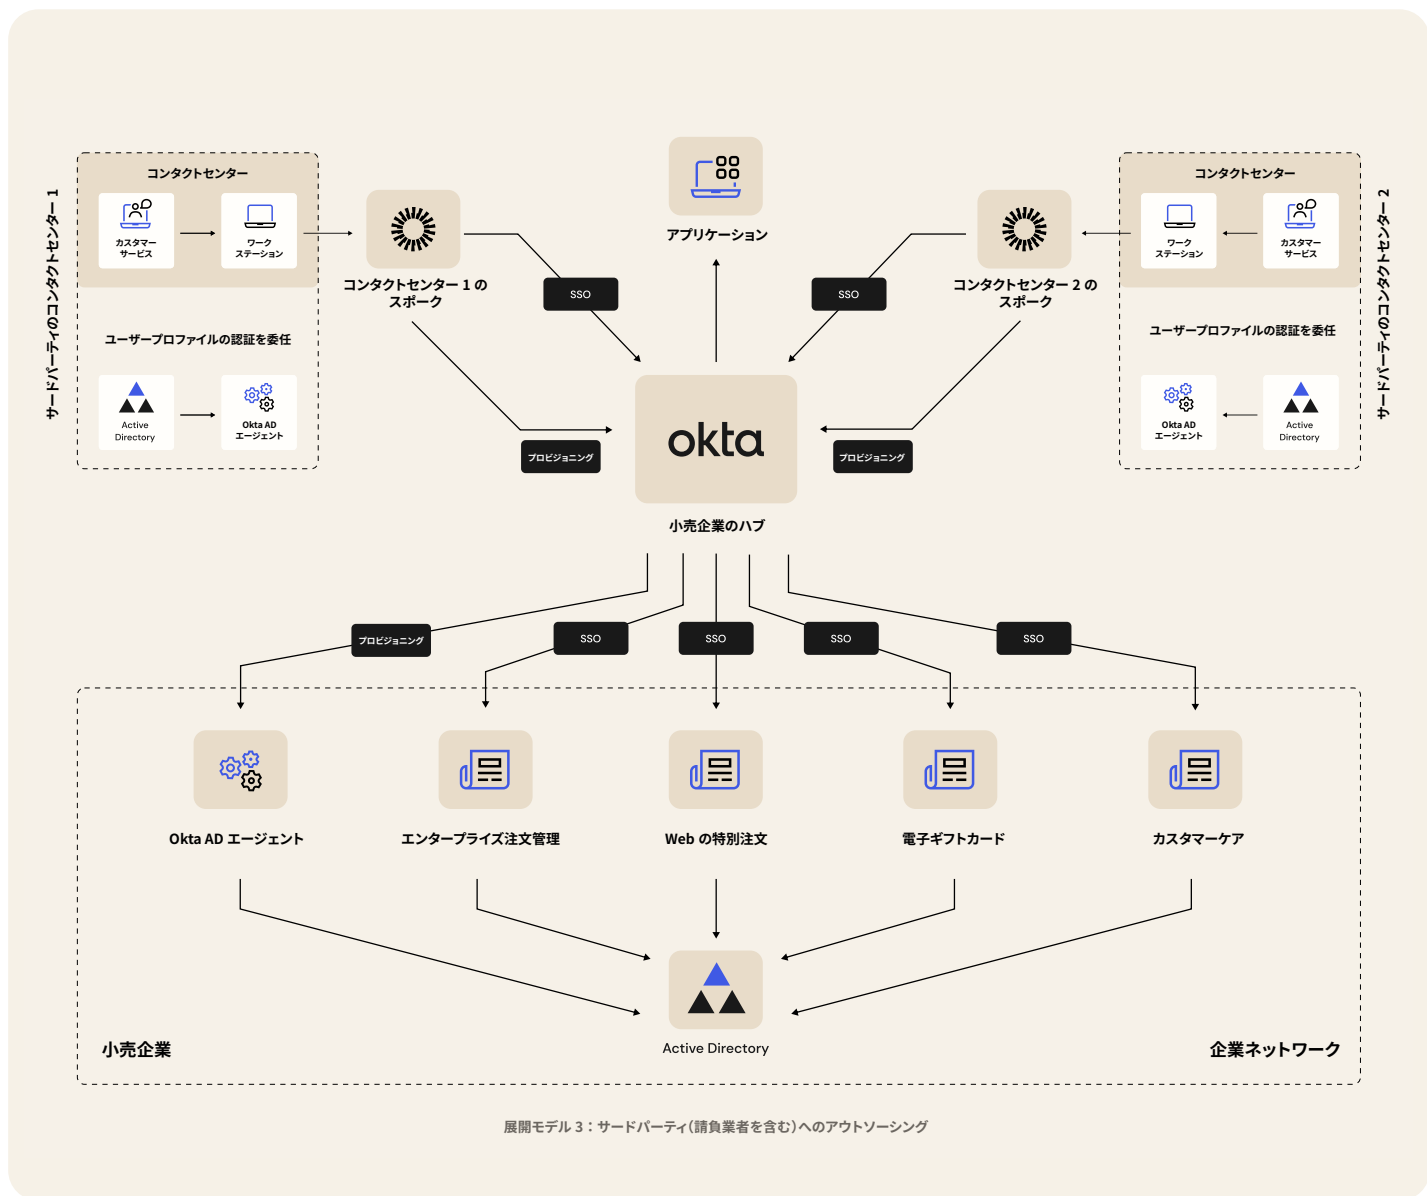 サードパーティのコンタクトセンター 1
コンタクトセンター
カスタマー
サービス
ワーク
ステーション
ユーザープロファイルの認証を委任
Active
Directory
Okta AD
エージェント
コンタクトセンター 1 の
スポーク
SSO
プロビジョニング
アプリケーション
okta
小売企業のハブ
コンタクトセンター 2 の
スポーク
SSO
プロビジョニング
コンタクトセンター
ワーク
ステーション
カスタマー
サービス
ユーザープロファイルの認証を委任
Okta AD
エージェント
Active
Directory
サードパーティのコンタクトセンター 2
プロビジョニング
SSO
SSO
SSO
SSO
Okta AD エージェント
エンタープライズ注文管理
Web の特別注文
電子ギフトカード
カスタマーケア
Active Directory
小売企業
企業ネットワーク
展開モデル 3：サードパーティ（請負業者を含む）へのアウトソーシング